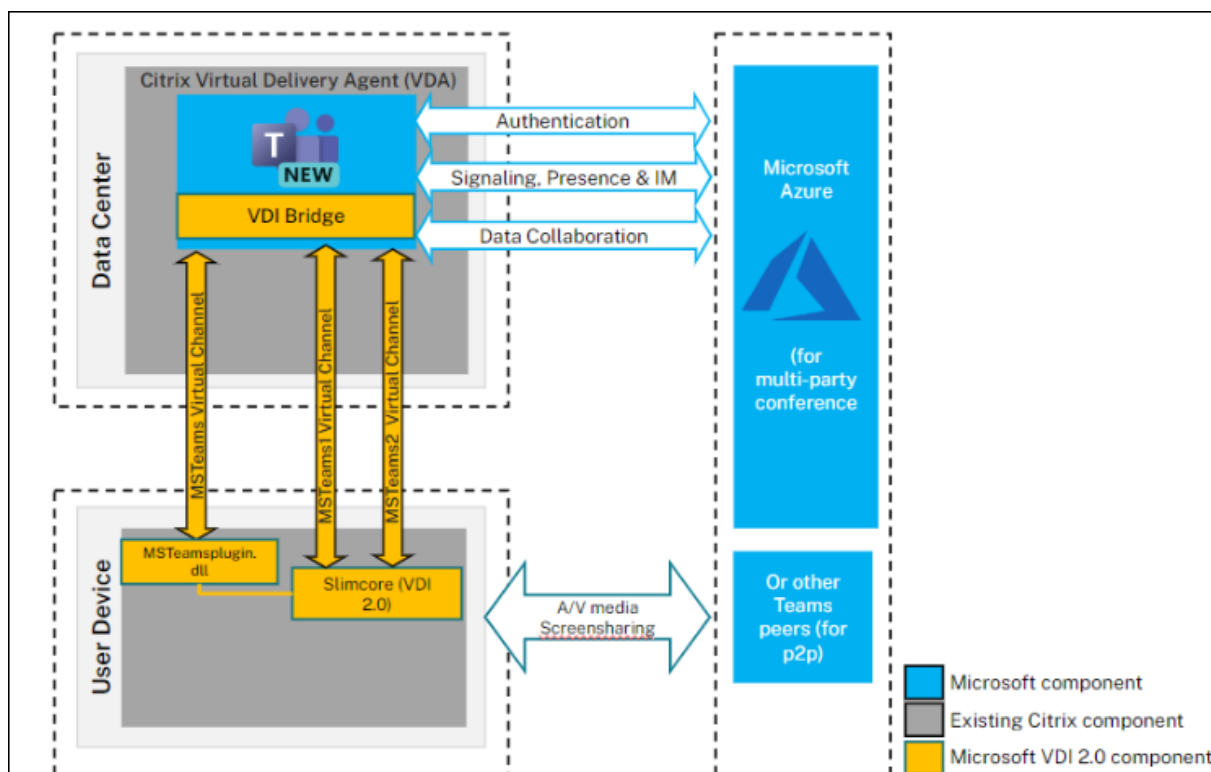 Data Center
Citrix Virtual Delivery Agent (VDA)
T
NEW
VDI Bridge
Authentication
Signaling, Presence & IM
Data Collaboration
Microsoft
Azure
(for
multi-party
conference
MSTeams Virtual Channel
MSTeams1 Virtual Channel
MSTeams2 Virtual Channel
User Device
MSTeamsplugin.
dll
Slimcore (VDI
2.0)
A/V media
Screensharing
Or other
Teams
peers (for
p2p)
Microsoft component
Existing Citrix component
Microsoft VDI 2.0 component